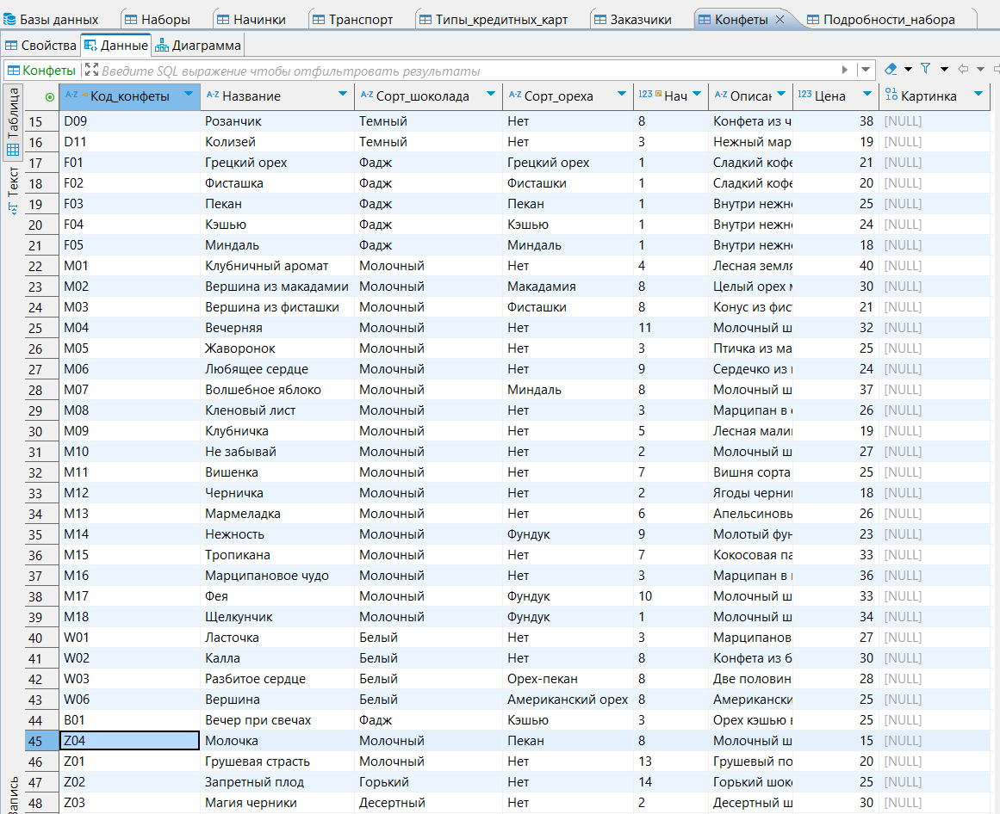 Базы данных Наборы Начинки Транспорт Типы_кредитных_карт Заказчики Конфеты Подробности_набора
Свойства Данные Диаграмма
Конфеты Введите SQL выражение чтобы отфильтровать результаты
Таблица
Текст
Запись
A-Z Код_конфеты A-Z Название A-Z Сорт_шоколада A-Z Сорт_ореха 123 Нач A-Z Описан 123 Цена Картинка
15 D09 Розанчик Темный Нет 8 Конфета из ч 38 [NULL]
16 D11 Колизей Темный Нет 3 Нежный мар 19 [NULL]
17 F01 Грецкий орех Фадж Грецкий орех 1 Сладкий кофе 21 [NULL]
18 F02 Фисташка Фадж Фисташки 1 Сладкий кофе 20 [NULL]
19 F03 Пекан Фадж Пекан 1 Внутри нежн 25 [NULL]
20 F04 Кэшью Фадж Кэшью 1 Внутри нежн 24 [NULL]
21 F05 Миндаль Фадж Миндаль 1 Внутри нежн 18 [NULL]
22 M01 Клубничный аромат Молочный Нет 4 Лесная земля 40 [NULL]
23 M02 Вершина из макадамии Молочный Макадамия 8 Целый орех м 30 [NULL]
24 M03 Вершина из фисташки Молочный Фисташки 8 Конус из фис 21 [NULL]
25 M04 Вечерняя Молочный Нет 11 Молочный ш 32 [NULL]
26 M05 Жаворонок Молочный Нет 3 Птичка из ма 25 [NULL]
27 M06 Любящее сердце Молочный Нет 9 Сердечко из 24 [NULL]
28 M07 Волшебное яблоко Молочный Миндаль 8 Молочный ш 37 [NULL]
29 M08 Кленовый лист Молочный Нет 3 Марципан в 26 [NULL]
30 M09 Клубничка Молочный Нет 5 Лесная мали 19 [NULL]
31 M10 Не забывай Молочный Нет 2 Молочный ш 27 [NULL]
32 M11 Вишенка Молочный Нет 7 Вишня сорта 25 [NULL]
33 M12 Черничка Молочный Нет 2 Ягоды черни 18 [NULL]
34 M13 Мармеладка Молочный Нет 6 Апельсиновь 26 [NULL]
35 M14 Нежность Молочный Фундук 9 Молотый фун 23 [NULL]
36 M15 Тропикана Молочный Нет 7 Кокосовая па 33 [NULL]
37 M16 Марципановое чудо Молочный Нет 3 Марципан в 36 [NULL]
38 M17 Фея Молочный Фундук 10 Молочный ш 33 [NULL]
39 M18 Щелкунчик Молочный Фундук 1 Молочный ш 34 [NULL]
40 W01 Ласточка Белый Нет 3 Марципанов 27 [NULL]
41 W02 Калла Белый Нет 8 Конфета из б 30 [NULL]
42 W03 Разбитое сердце Белый Орех-пекан 8 Две половин 28 [NULL]
43 W06 Вершина Белый Американский орех 8 Американски 25 [NULL]
44 B01 Вечер при свечах Фадж Кэшью 3 Орех кэшью в 25 [NULL]
45 Z04 Молочка Молочный Пекан 8 Молочный ш 15 [NULL]
46 Z01 Грушевая страсть Молочный Нет 13 Грушевый по 20 [NULL]
47 Z02 Запретный плод Горький Нет 14 Горький шок 25 [NULL]
48 Z03 Магия черники Десертный Нет 2 Десертный ш 30 [NULL]